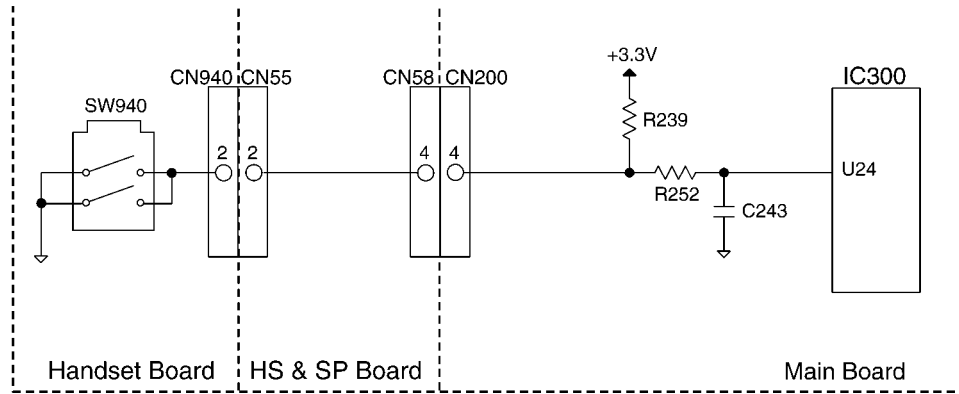 +3.3V
IC300
CN940 CN55
CN58 CN200
SW940
R239
2 2
4 4
U24
R252
C243
Handset Board
HS & SP Board
Main Board